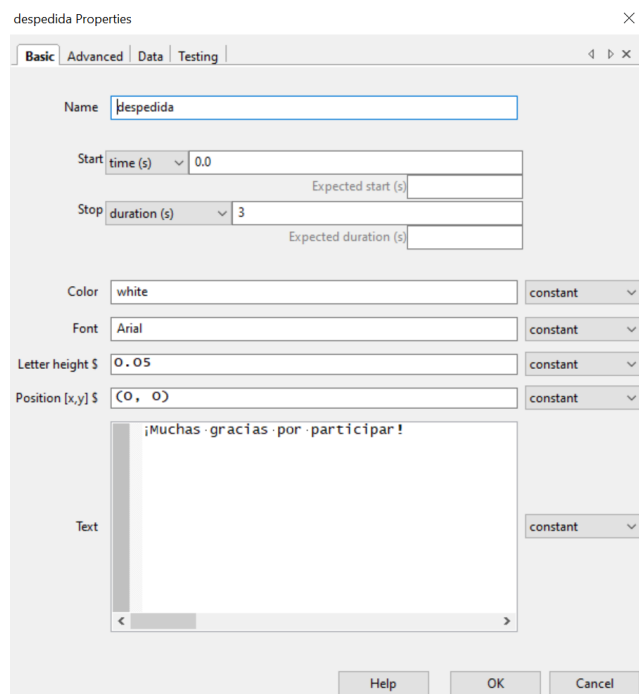 despedida Properties
Basic Advanced Data Testing
Name despedida
Start time (s) 0.0
Expected start (s)
Stop duration (s) 3
Expected duration (s)
Color white constant
Font Arial constant
Letter height $ 0.05 constant
Position [x,y] $ (0, 0) constant
¡Muchas·gracias·por·participar!
Text constant
Help OK Cancel